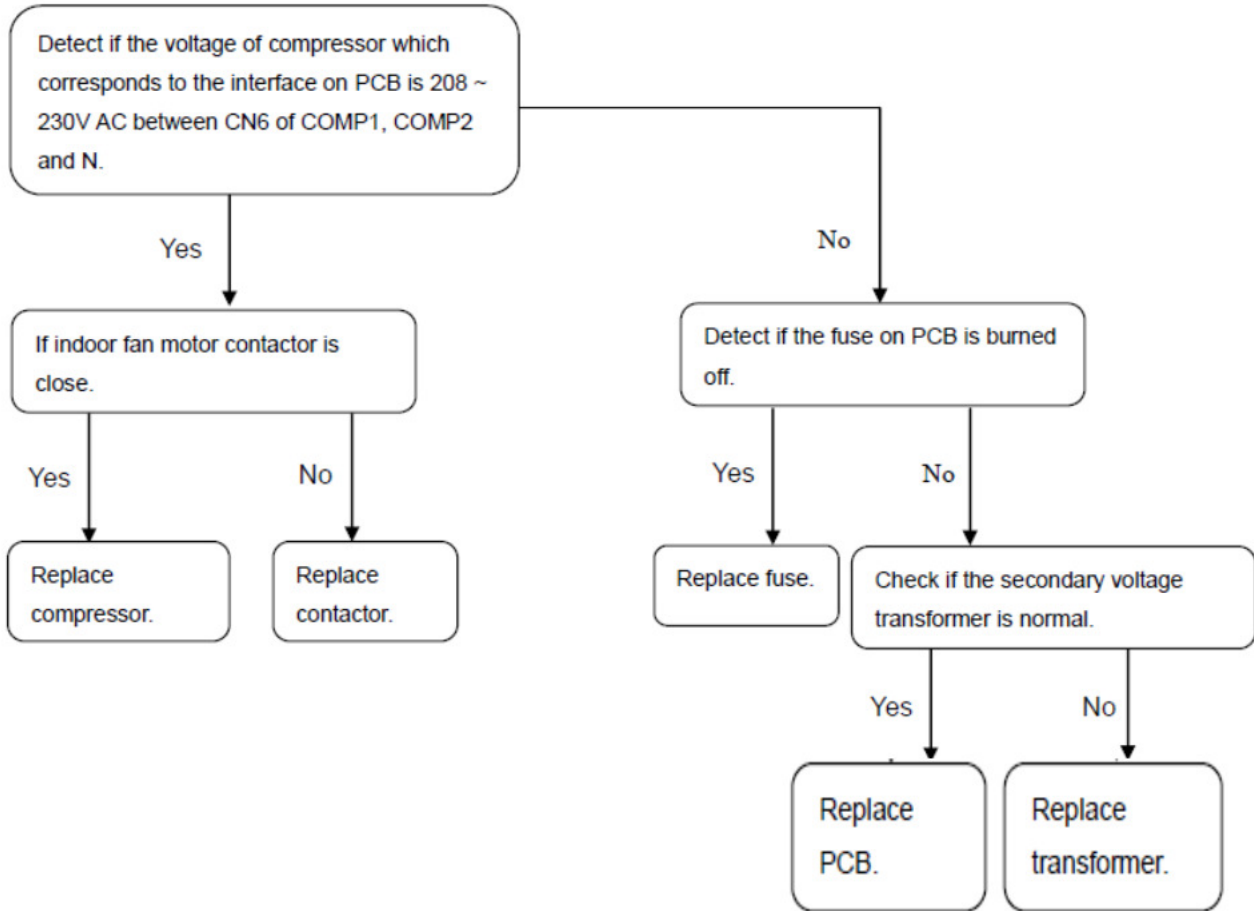 Detect if the voltage of compressor which
corresponds to the interface on PCB is 208 ~
230V AC between CN6 of COMP1, COMP2
and N.
Yes
No
If indoor fan motor contactor is
close.
Detect if the fuse on PCB is burned
off.
Yes
No
Yes
No
Replace
compressor.
Replace
contactor.
Replace fuse.
Check if the secondary voltage
transformer is normal.
Yes
No
Replace
PCB.
Replace
transformer.